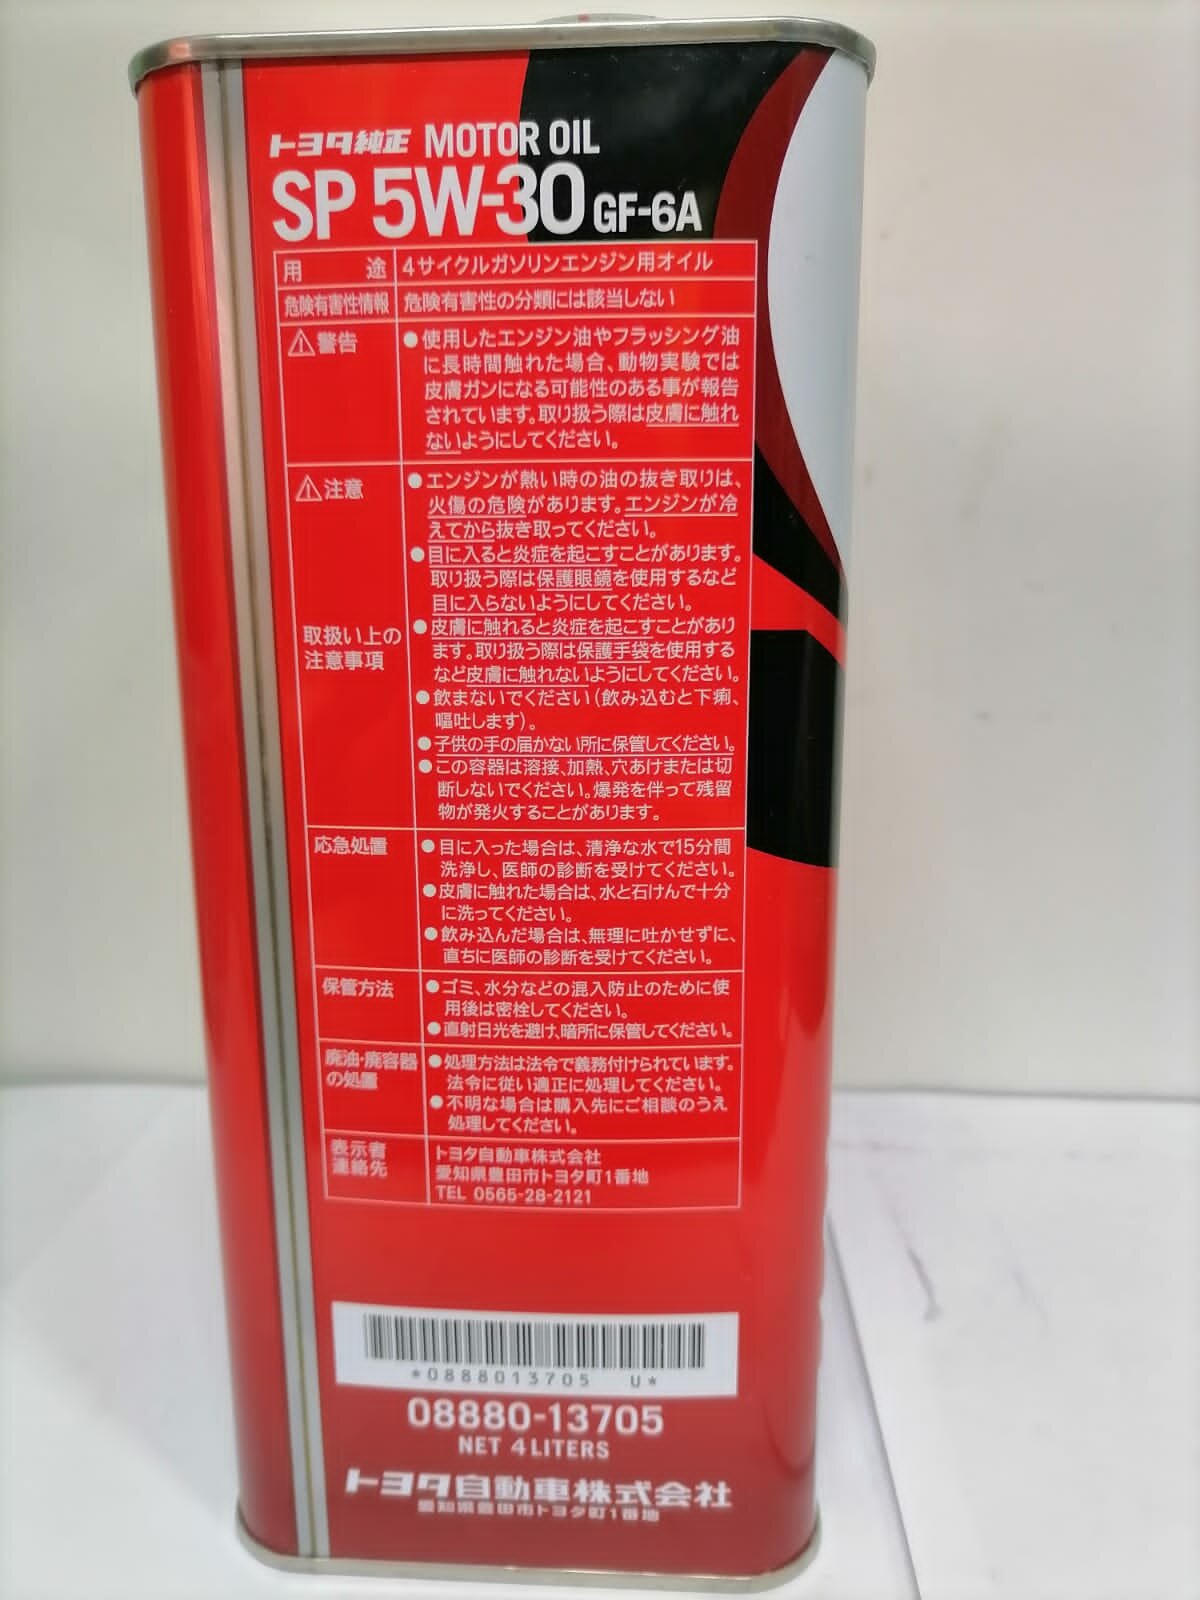 トヨタ純正 MOTOR OIL
SP 5W-30 GF-6A
用途 4サイクルガソリンエンジン用オイル
危険有害性情報 危険有害性の分類には該当しない
⚠警告
●使用したエンジン油やフラッシング油
に長時間触れた場合、動物実験では
皮膚ガンになる可能性のある事が報告
されています。取り扱う際は皮膚に触れ
ないようにしてください。
⚠注意
取扱い上の
注意事項
●エンジンが熱い時の油の抜き取りは、
火傷の危険があります。エンジンが冷
えてから抜き取ってください。
●目に入ると炎症を起こすことがあります。
取り扱う際は保護眼鏡を使用するなど
目に入らないようにしてください。
●皮膚に触れると炎症を起こすことがあり
ます。取り扱う際は保護手袋を使用する
など皮膚に触れないようにしてください。
●飲まないでください(飲み込むと下痢、
嘔吐します)。
●子供の手の届かない所に保管してください。
●この容器は溶接、加熱、穴あけまたは切
断しないでください。爆発を伴って残留
物が発火することがあります。
応急処置
●目に入った場合は、清浄な水で15分間
洗浄し、医師の診断を受けてください。
●皮膚に触れた場合は、水と石けんで十分
に洗ってください。
●飲み込んだ場合は、無理に吐かせずに、
直ちに医師の診断を受けてください。
保管方法
●ゴミ、水分などの混入防止のために使
用後は密栓してください。
●直射日光を避け、暗所に保管してください。
廃油・廃容器
の処置
●処理方法は法令で義務付けられています。
法令に従い適正に処理してください。
●不明な場合は購入先にご相談のうえ
処理してください。
表示者
連絡先
トヨタ自動車株式会社
愛知県豊田市トヨタ町1番地
TEL 0565-28-2121
*0888013705 U*
08880-13705
NET 4 LITERS
トヨタ自動車株式会社
愛知県豊田市トヨタ町1番地